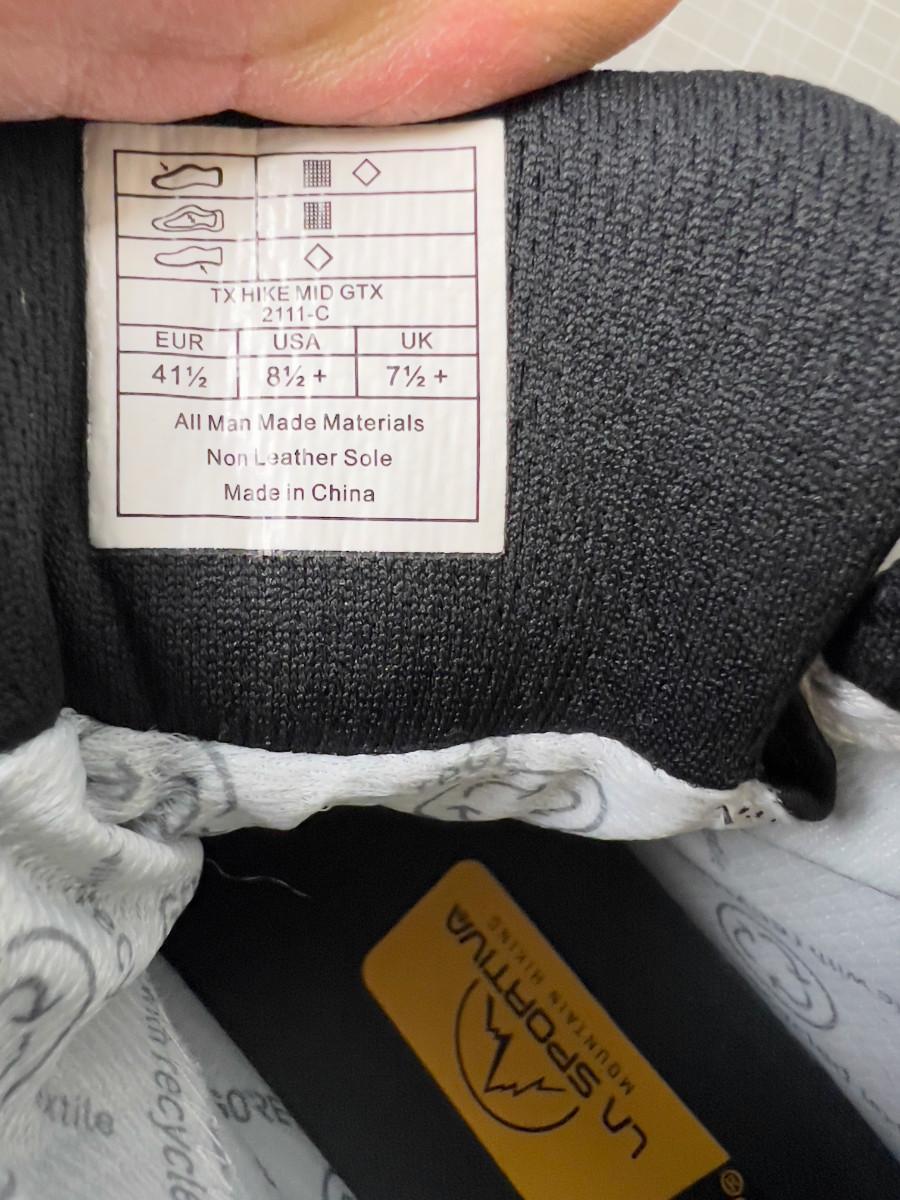 TX HIKE MID GTX
2111-C
EUR USA UK
41½ 8½ + 7½ +
All Man Made Materials
Non Leather Sole
Made in China
LA SPORTIVA
MOUNTAIN HIKING
®
GORE